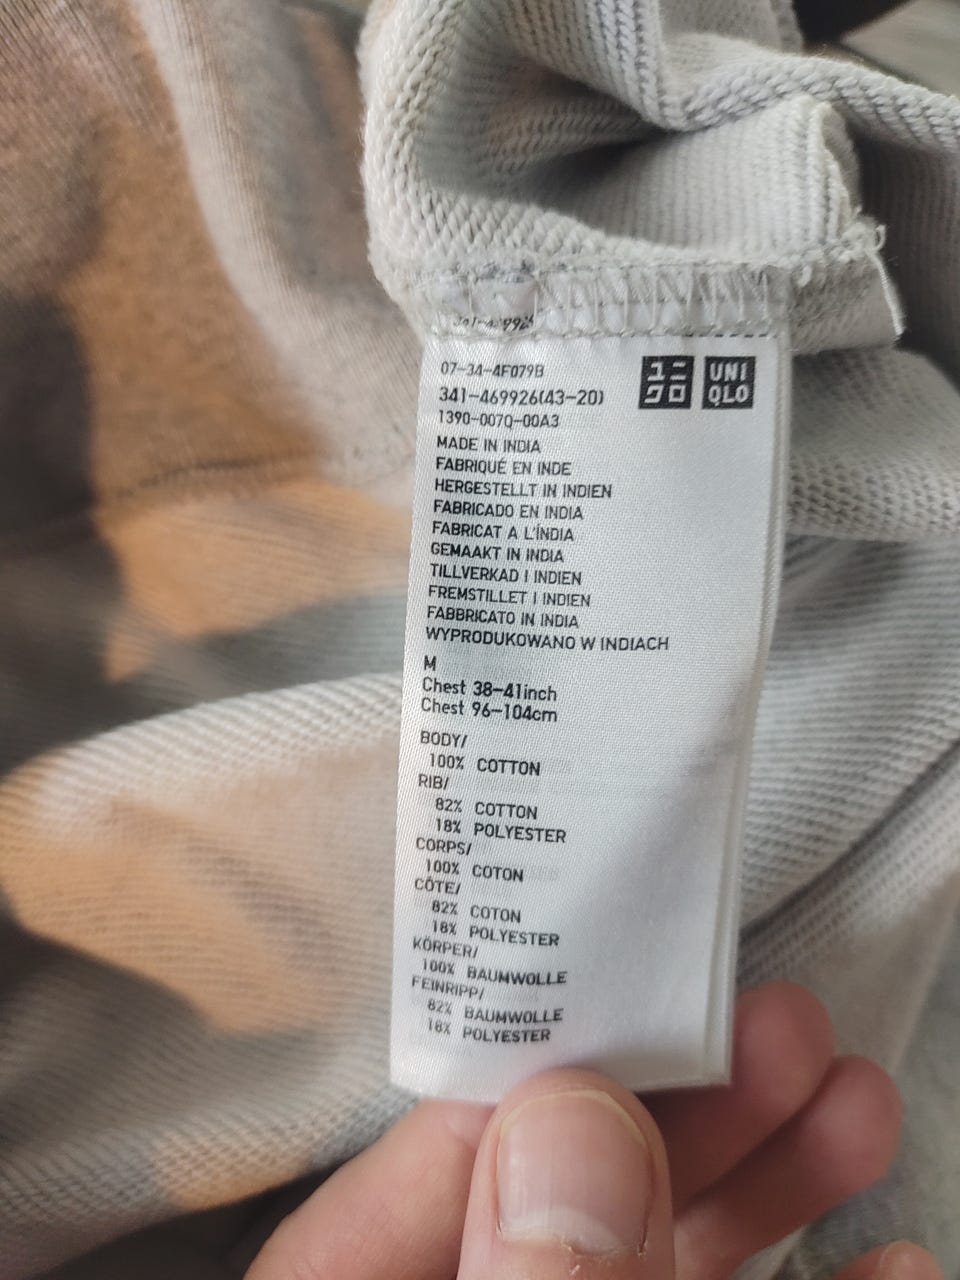 07-34-4F079B
341-469926(43-20)
1390-007Q-00A3
ユニ
クロ
UNI
QLO
MADE IN INDIA
FABRIQUÉ EN INDE
HERGESTELLT IN INDIEN
FABRICADO EN INDIA
FABRICAT A L'ÍNDIA
GEMAAKT IN INDIA
TILLVERKAD I INDIEN
FREMSTILLET I INDIEN
FABBRICATO IN INDIA
WYPRODUKOWANO W INDIACH
M
Chest 38-41inch
Chest 96-104cm
BODY/
100% COTTON
RIB/
82% COTTON
18% POLYESTER
CORPS/
100% COTON
CÔTE/
82% COTON
18% POLYESTER
KÖRPER/
100% BAUMWOLLE
FEINRIPP/
82% BAUMWOLLE
18% POLYESTER